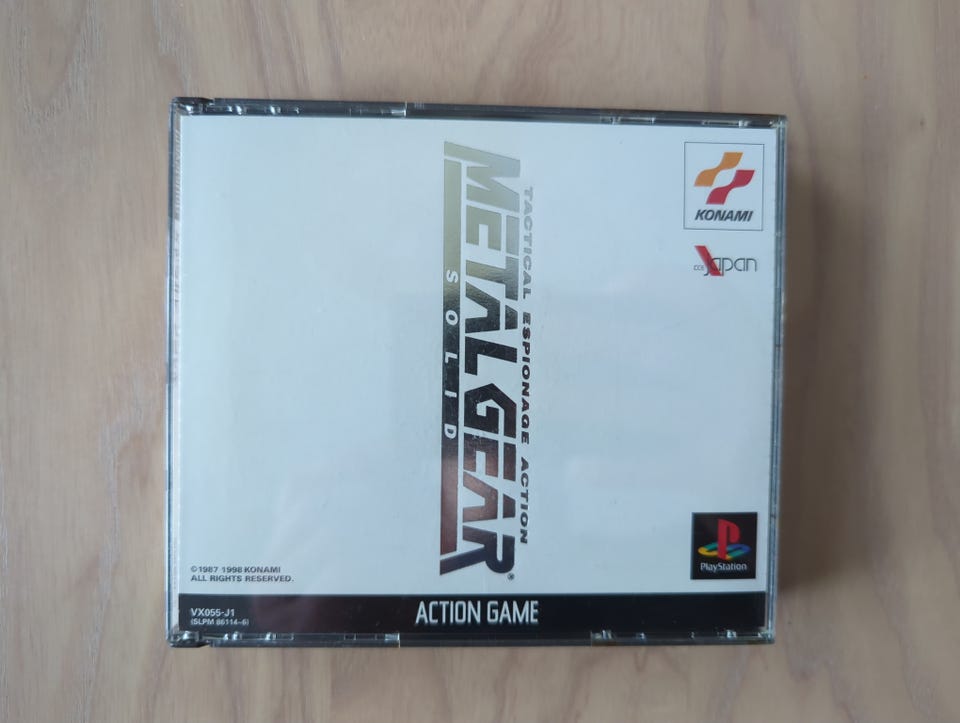 TACTICAL ESPIONAGE ACTION
METAL GEAR
SOLID
®
KONAMI
CCE Japan
PlayStation
©1987 1998 KONAMI
ALL RIGHTS RESERVED.
VX055-J1
(SLPM 86114~6)
ACTION GAME